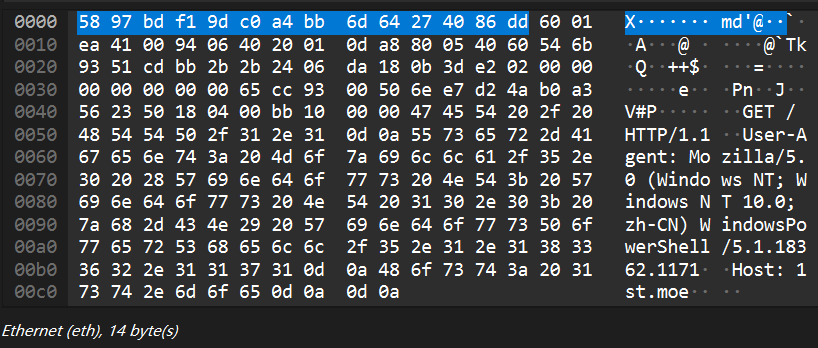 0000 58 97 bd f1 9d c0 a4 bb 6d 64 27 40 86 dd 60 01 X······· md'@··`·
0010 ea 41 00 94 06 40 20 01 0d a8 80 05 40 60 54 6b ·A···@ · ····@`Tk
0020 93 51 cd bb 2b 2b 24 06 da 18 0b 3d e2 02 00 00 ·Q··++$· ···=····
0030 00 00 00 00 00 65 cc 93 00 50 6e e7 d2 4a b0 a3 ·····e·· ·Pn··J··
0040 56 23 50 18 04 00 bb 10 00 00 47 45 54 20 2f 20 V#P····· ··GET /
0050 48 54 54 50 2f 31 2e 31 0d 0a 55 73 65 72 2d 41 HTTP/1.1 ··User-A
0060 67 65 6e 74 3a 20 4d 6f 7a 69 6c 6c 61 2f 35 2e gent: Mo zilla/5.
0070 30 20 28 57 69 6e 64 6f 77 73 20 4e 54 3b 20 57 0 (Windo ws NT; W
0080 69 6e 64 6f 77 73 20 4e 54 20 31 30 2e 30 3b 20 indows N T 10.0;
0090 7a 68 2d 43 4e 29 20 57 69 6e 64 6f 77 73 50 6f zh-CN) W indowsPo
00a0 77 65 72 53 68 65 6c 6c 2f 35 2e 31 2e 31 38 33 werShell /5.1.183
00b0 36 32 2e 31 31 37 31 0d 0a 48 6f 73 74 3a 20 31 62.1171· ·Host: 1
00c0 73 74 2e 6d 6f 65 0d 0a 0d 0a st.moe·· ··
Ethernet (eth), 14 byte(s)